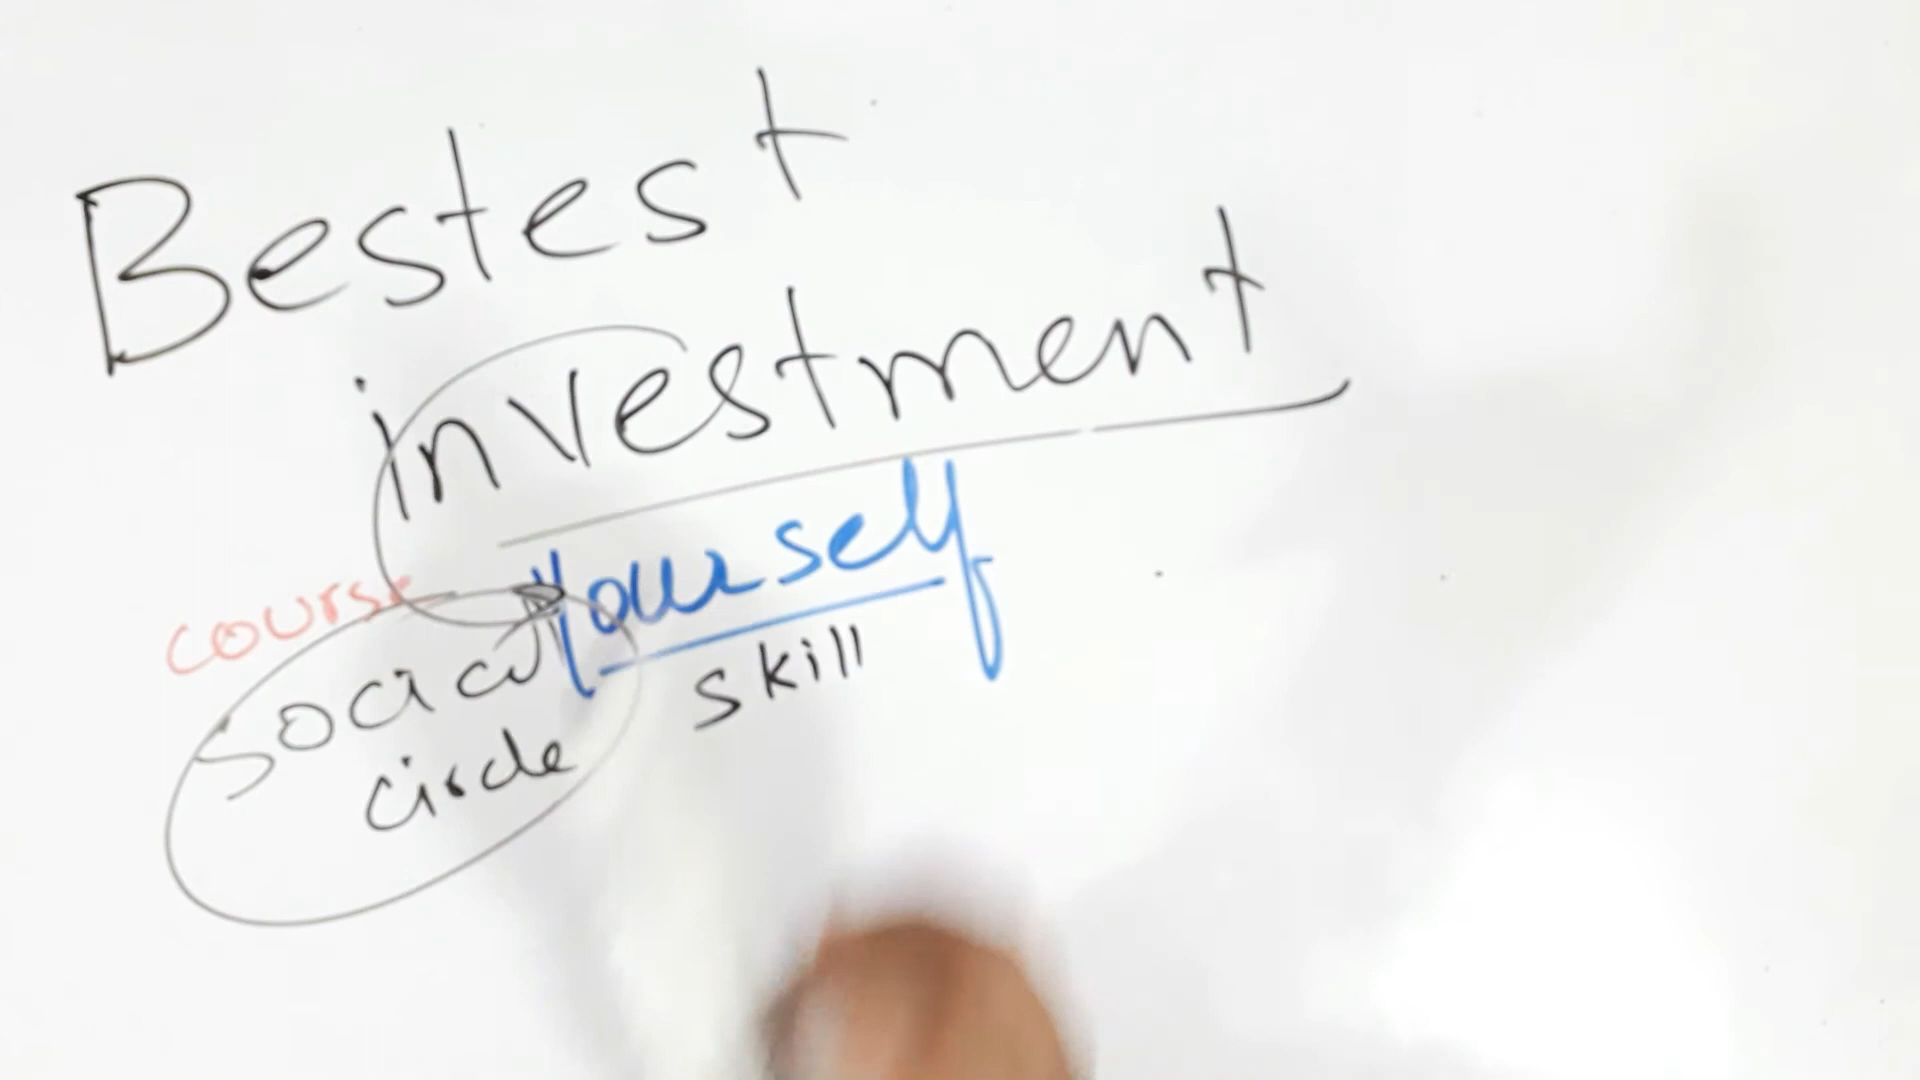 Bestest
investment
Yourself
course
social
circle
skill